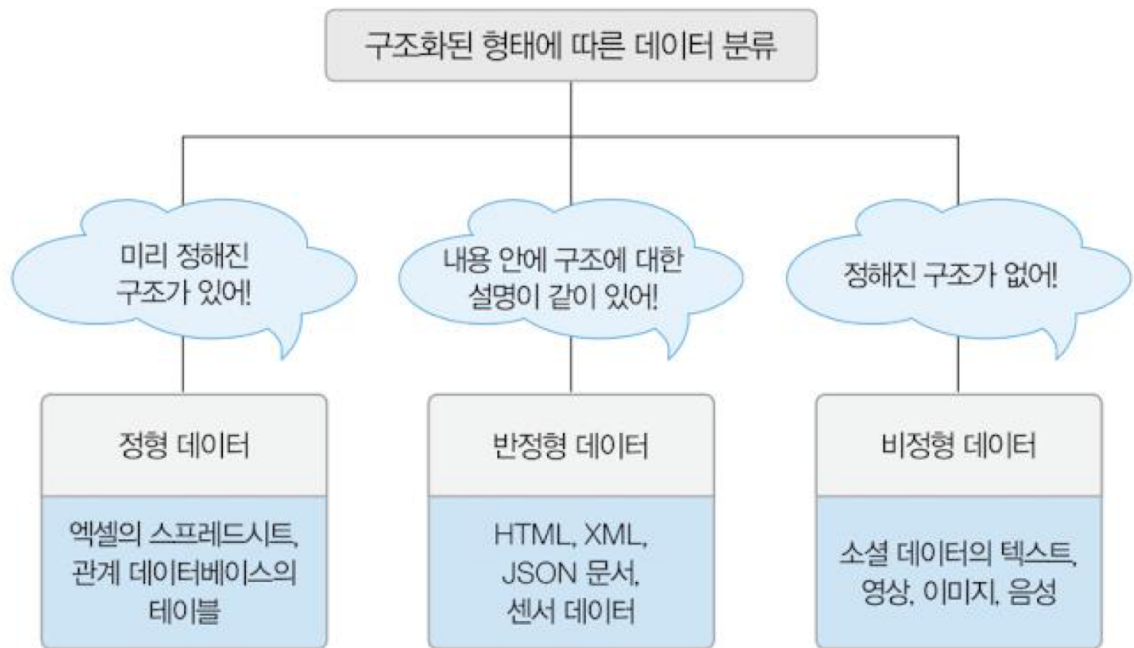 구조화된 형태에 따른 데이터 분류
미리 정해진
구조가 있어!
내용 안에 구조에 대한
설명이 같이 있어!
정해진 구조가 없어!
정형 데이터
엑셀의 스프레드시트,
관계 데이터베이스의
테이블
반정형 데이터
HTML, XML,
JSON 문서,
센서 데이터
비정형 데이터
소셜 데이터의 텍스트,
영상, 이미지, 음성